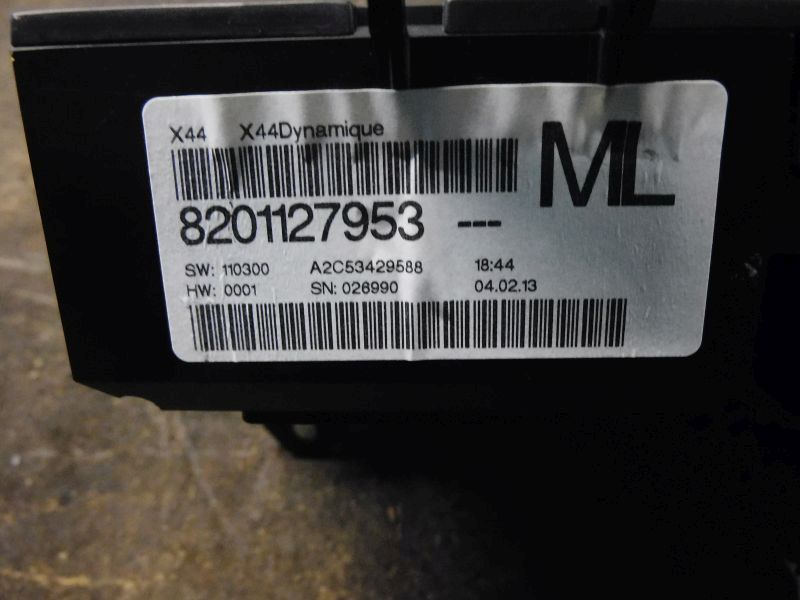 X44 X44Dynamique
ML
8201127953 ---
SW: 110300 A2C53429588 18:44
HW: 0001 SN: 026990 04.02.13